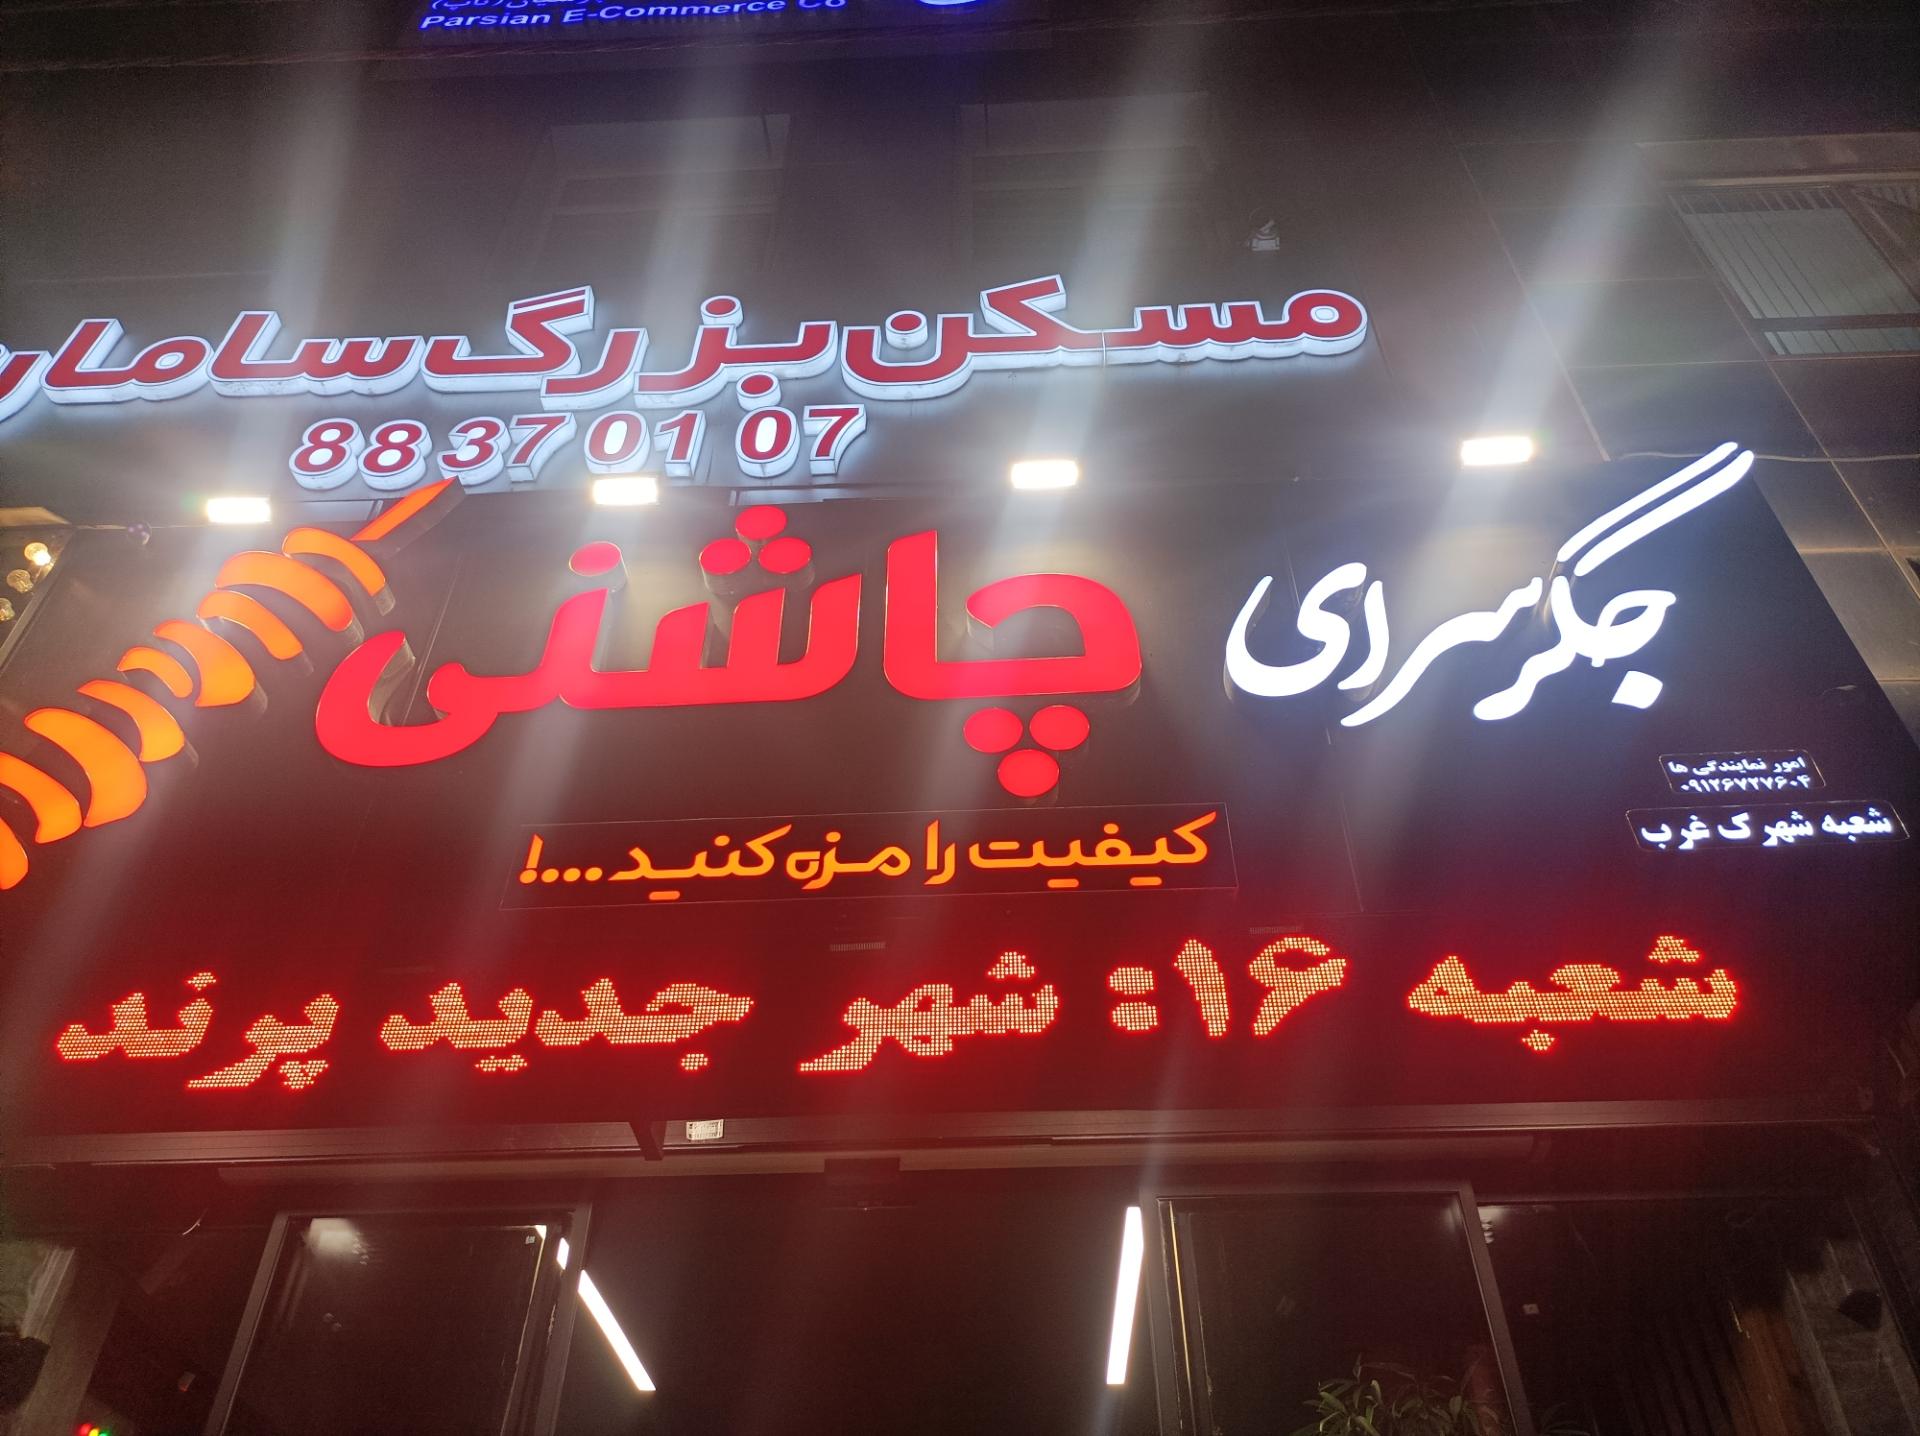 Parsian E-Commerce Co
مسکن بزرگ سامان
88 37 01 07
جگرسرای چاشنی
امور نمایندگی ها
۰۹۱۲۶۷۲۷۶۰۴
شعبه شهرک غرب
کیفیت را مزه کنید...!
شعبه ۱۶: شهر جدید پرند